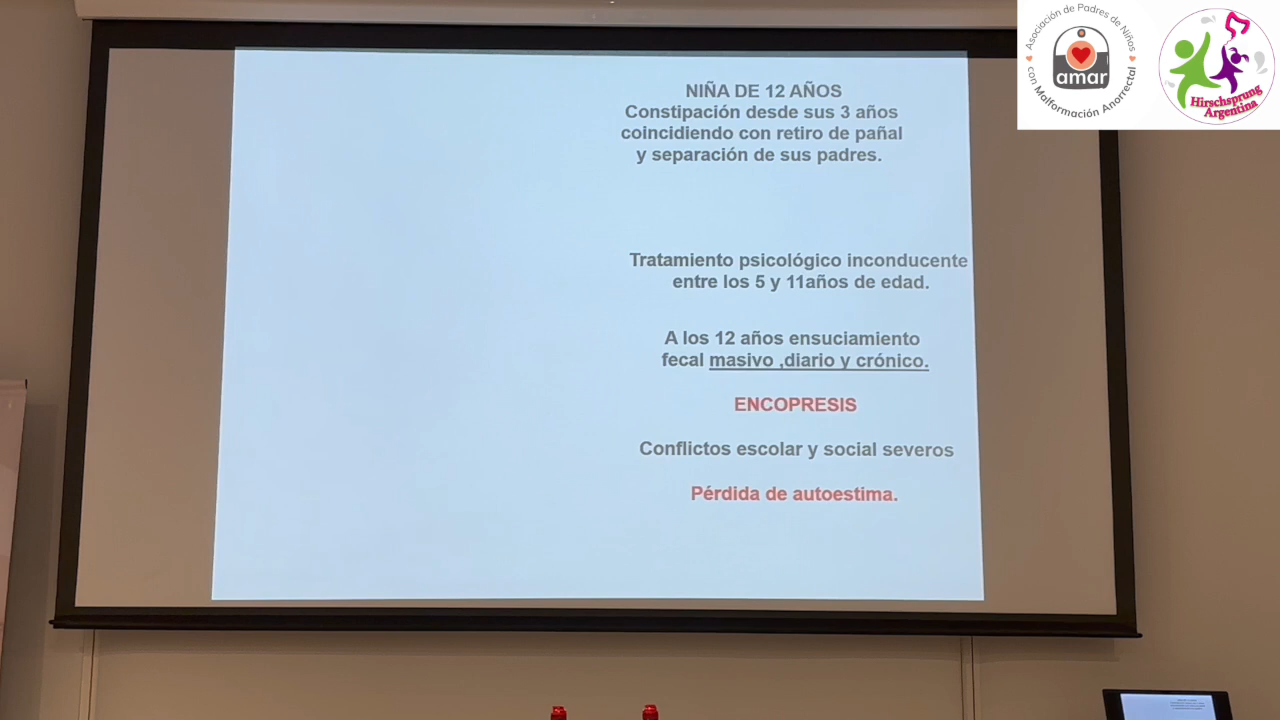 NIÑA DE 12 AÑOS
Constipación desde sus 3 años
coincidiendo con retiro de pañal
y separación de sus padres.
Tratamiento psicológico inconducente
entre los 5 y 11años de edad.
A los 12 años ensuciamiento
fecal masivo ,diario y crónico.
ENCOPRESIS
Conflictos escolar y social severos
Pérdida de autoestima.
Asociación de Padres de Niños
con Malformación Anorrectal
amar
Hirschsprung
Argentina